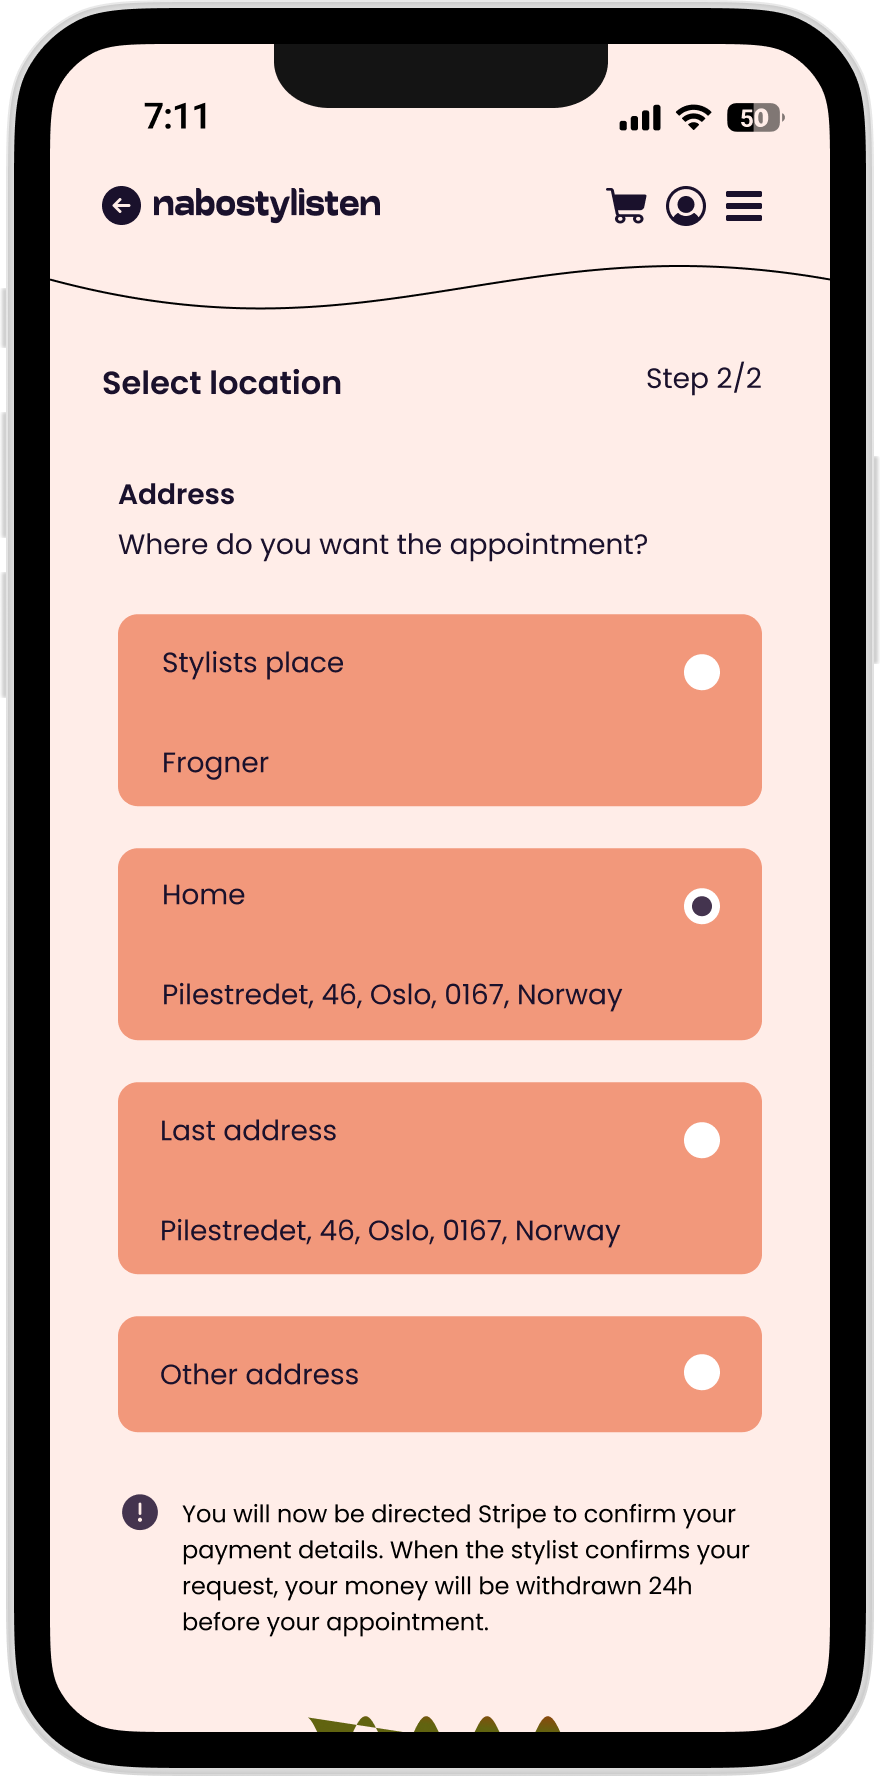 7:11
50
nabostylisten
Select location
Step 2/2
Address
Where do you want the appointment?
Stylists place
Frogner
Home
Pilestredet, 46, Oslo, 0167, Norway
Last address
Pilestredet, 46, Oslo, 0167, Norway
Other address
You will now be directed Stripe to confirm your
payment details. When the stylist confirms your
request, your money will be withdrawn 24h
before your appointment.